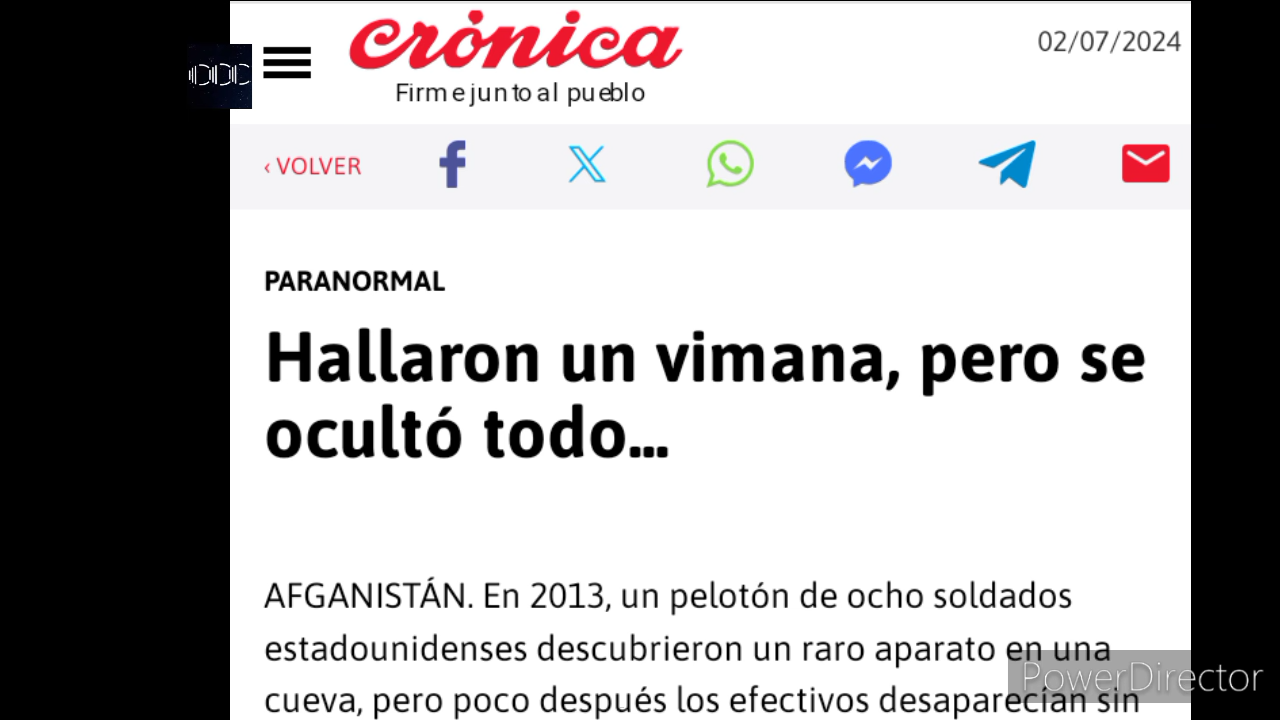 crónica
02/07/2024
Firme junto al pueblo
‹ VOLVER
PARANORMAL
Hallaron un vimana, pero se
ocultó todo...
AFGANISTÁN. En 2013, un pelotón de ocho soldados
estadounidenses descubrieron un raro aparato en una
cueva, pero poco después los efectivos desaparecían sin
PowerDirector